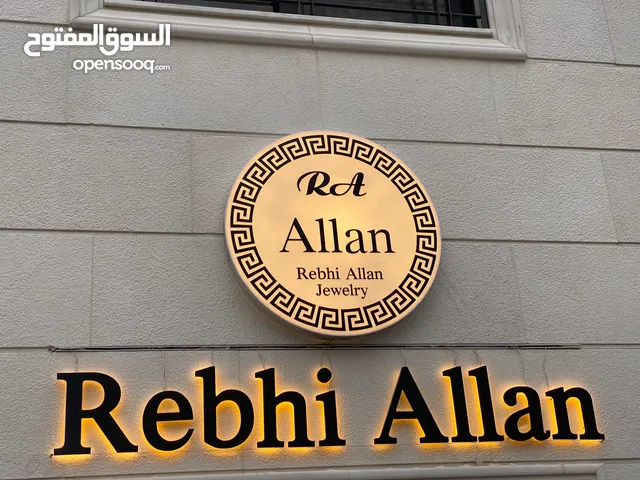 السوق المفتوح
opensooq.com
RA
Allan
Rebhi Allan
Jewelry
Rebhi Allan